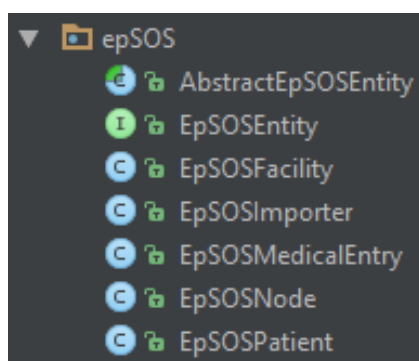 epSOS
AbstractEpSOSEntity
EpSOSEntity
EpSOSFacility
EpSOSImporter
EpSOSMedicalEntry
EpSOSNode
EpSOSPatient